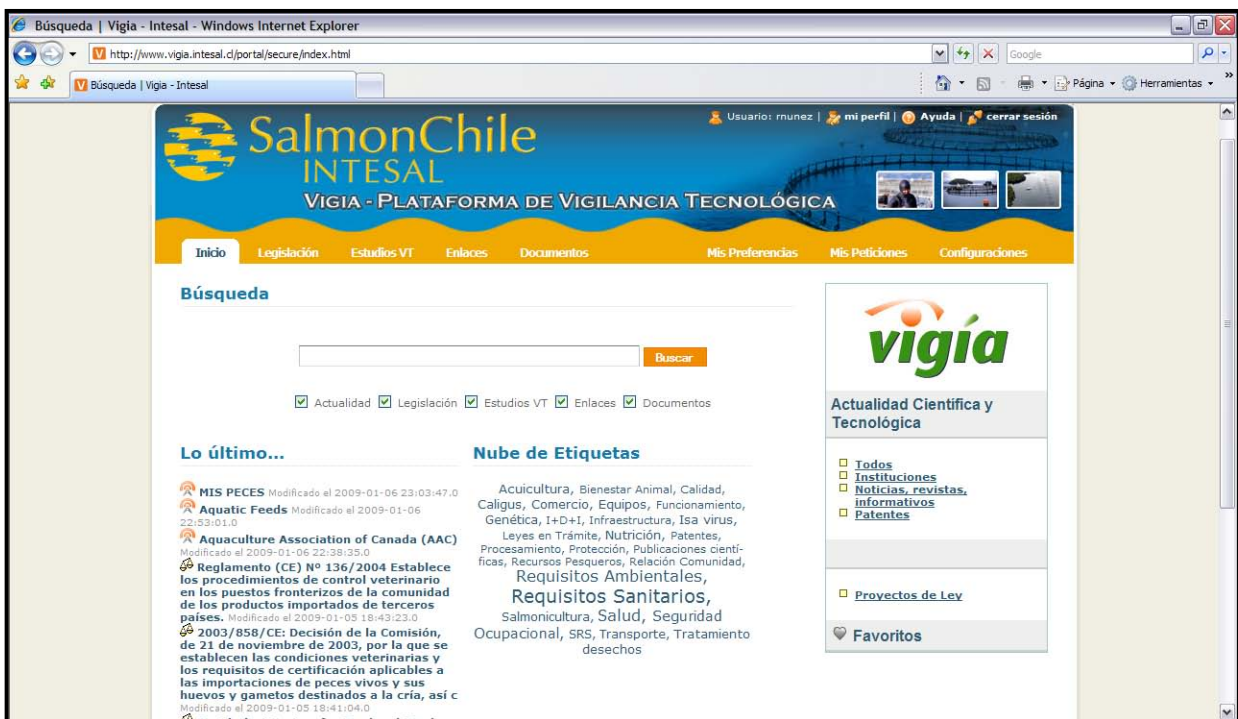 Búsqueda | Vigia - Intesal - Windows Internet Explorer
http://www.vigia.intesal.cl/portal/secure/index.html
Google
Búsqueda | Vigia - Intesal
Página
Herramientas
SalmonChile
INTESAL
VIGIA - PLATAFORMA DE VIGILANCIA TECNOLÓGICA
Usuario: rnunez | mi perfil | Ayuda | cerrar sesión
Inicio Legislación Estudios VT Enlaces Documentos Mis Preferencias Mis Peticiones Configuraciones
Búsqueda
Buscar
Actualidad Legislación Estudios VT Enlaces Documentos
Lo último...
MIS PECES Modificado el 2009-01-06 23:03:47.0
Aquatic Feeds Modificado el 2009-01-06
22:53:01.0
Aquaculture Association of Canada (AAC)
Modificado el 2009-01-06 22:38:35.0
Reglamento (CE) Nº 136/2004 Establece
los procedimientos de control veterinario
en los puestos fronterizos de la comunidad
de los productos importados de terceros
países. Modificado el 2009-01-05 18:43:23.0
2003/858/CE: Decisión de la Comisión,
de 21 de noviembre de 2003, por la que se
establecen las condiciones veterinarias y
los requisitos de certificación aplicables a
las importaciones de peces vivos y sus
huevos y gametos destinados a la cría, así c
Modificado el 2009-01-05 18:41:04.0
Nube de Etiquetas
Acuicultura, Bienestar Animal, Calidad,
Caligus, Comercio, Equipos, Funcionamiento,
Genética, I+D+I, Infraestructura, Isa virus,
Leyes en Trámite, Nutrición, Patentes,
Procesamiento, Protección, Publicaciones cientí-
ficas, Recursos Pesqueros, Relación Comunidad,
Requisitos Ambientales,
Requisitos Sanitarios,
Salmonicultura, Salud, Seguridad
Ocupacional, SRS, Transporte, Tratamiento
desechos
vigía
Actualidad Científica y
Tecnológica
Todos
Instituciones
Noticias, revistas,
informativos
Patentes
Proyectos de Ley
Favoritos